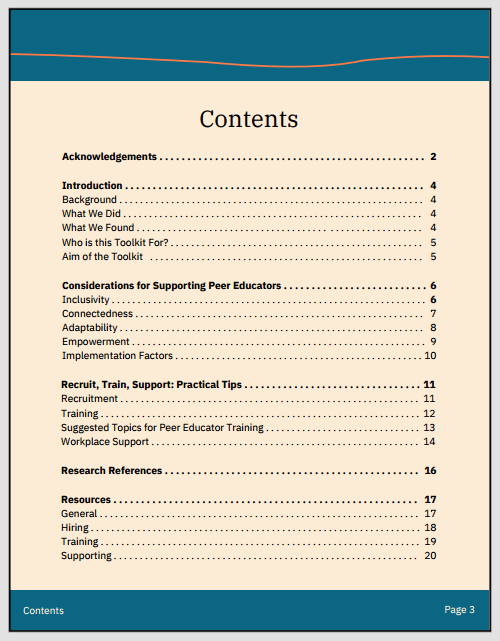 Contents
Acknowledgements . . . . . . . . . . . . . . . . . . . . . . . . . . . . . . . . . . . . . . . . 2
Introduction . . . . . . . . . . . . . . . . . . . . . . . . . . . . . . . . . . . . . . . . 4
Background . . . . . . . . . . . . . . . . . . . . . . . . . . . . . . . . . . . . . . . . 4
What We Did . . . . . . . . . . . . . . . . . . . . . . . . . . . . . . . . . . . . . . . . 4
What We Found . . . . . . . . . . . . . . . . . . . . . . . . . . . . . . . . . . . . . . . . 4
Who is this Toolkit For? . . . . . . . . . . . . . . . . . . . . . . . . . . . . . . . . . . . . 5
Aim of the Toolkit . . . . . . . . . . . . . . . . . . . . . . . . . . . . . . . . . . . . . . . . 5
Considerations for Supporting Peer Educators . . . . . . . . . . . . . . . . . . . . . 6
Inclusivity . . . . . . . . . . . . . . . . . . . . . . . . . . . . . . . . . . . . . . . . 6
Connectedness . . . . . . . . . . . . . . . . . . . . . . . . . . . . . . . . . . . . . . . . 7
Adaptability . . . . . . . . . . . . . . . . . . . . . . . . . . . . . . . . . . . . . . . . 8
Empowerment . . . . . . . . . . . . . . . . . . . . . . . . . . . . . . . . . . . . . . . . 9
Implementation Factors . . . . . . . . . . . . . . . . . . . . . . . . . . . . . . . . . . . . 10
Recruit, Train, Support: Practical Tips . . . . . . . . . . . . . . . . . . . . . . . . . . 11
Recruitment . . . . . . . . . . . . . . . . . . . . . . . . . . . . . . . . . . . . . . . . 11
Training . . . . . . . . . . . . . . . . . . . . . . . . . . . . . . . . . . . . . . . . 12
Suggested Topics for Peer Educator Training . . . . . . . . . . . . . . . . . . . . . . 13
Workplace Support . . . . . . . . . . . . . . . . . . . . . . . . . . . . . . . . . . . . . . . . 14
Research References . . . . . . . . . . . . . . . . . . . . . . . . . . . . . . . . . . . . . . . . 16
Resources . . . . . . . . . . . . . . . . . . . . . . . . . . . . . . . . . . . . . . . . 17
General . . . . . . . . . . . . . . . . . . . . . . . . . . . . . . . . . . . . . . . . 17
Hiring . . . . . . . . . . . . . . . . . . . . . . . . . . . . . . . . . . . . . . . . 18
Training . . . . . . . . . . . . . . . . . . . . . . . . . . . . . . . . . . . . . . . . 19
Supporting . . . . . . . . . . . . . . . . . . . . . . . . . . . . . . . . . . . . . . . . 20
Contents Page 3